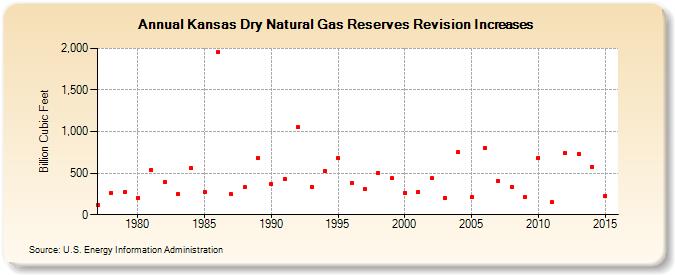 Annual Kansas Dry Natural Gas Reserves Revision Increases
Billion Cubic Feet
2,000
1,500
1,000
500
0
1980 1985 1990 1995 2000 2005 2010 2015
Source: U.S. Energy Information Administration